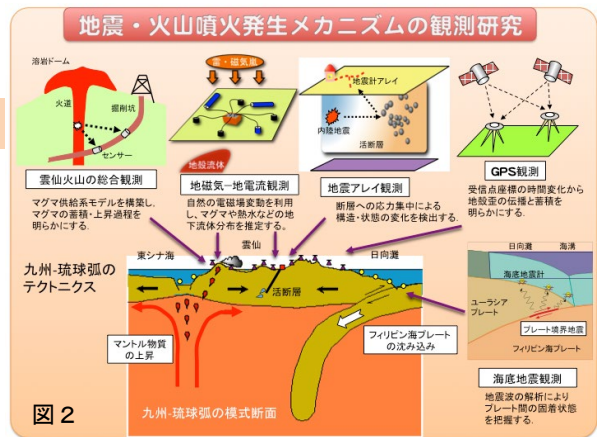 地震・火山噴火発生メカニズムの観測研究
溶岩ドーム
火道
掘削坑
センサー
雲仙火山の総合観測
マグマ供給系モデルを構築し、
マグマの蓄積・上昇過程を
明らかにする.
雷・磁気嵐
地殻流体
地磁気−地電流観測
自然の電磁場変動を利用
し、マグマや熱水などの地
下流体分布を推定する.
地震計アレイ
内陸地震
活断層
地震アレイ観測
断層への応力集中による
構造・状態の変化を検出する.
GPS観測
受信点座標の時間変化から
地殻歪の伝播と蓄積を
明らかにする.
九州-琉球弧の
テクトニクス
東シナ海
雲仙
日向灘
活断層
マントル物質
の上昇
フィリピン海プレート
の沈み込み
九州-琉球弧の模式断面
日向灘
海溝
海底地震計
ユーラシア
プレート
プレート境界地震
フィリピン海プレート
海底地震観測
地震波の解析により
プレート間の固着状態
を把握する.
図２